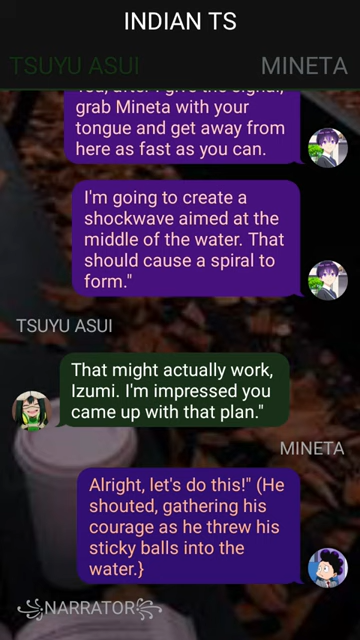 INDIAN TS
TSUYU ASUI
MINETA
grab Mineta with your
tongue and get away from
here as fast as you can.
I'm going to create a
shockwave aimed at the
middle of the water. That
should cause a spiral to
form."
TSUYU ASUI
That might actually work,
Izumi. I'm impressed you
came up with that plan."
MINETA
Alright, let's do this!" (He
shouted, gathering his
courage as he threw his
sticky balls into the
water.}
NARRATOR